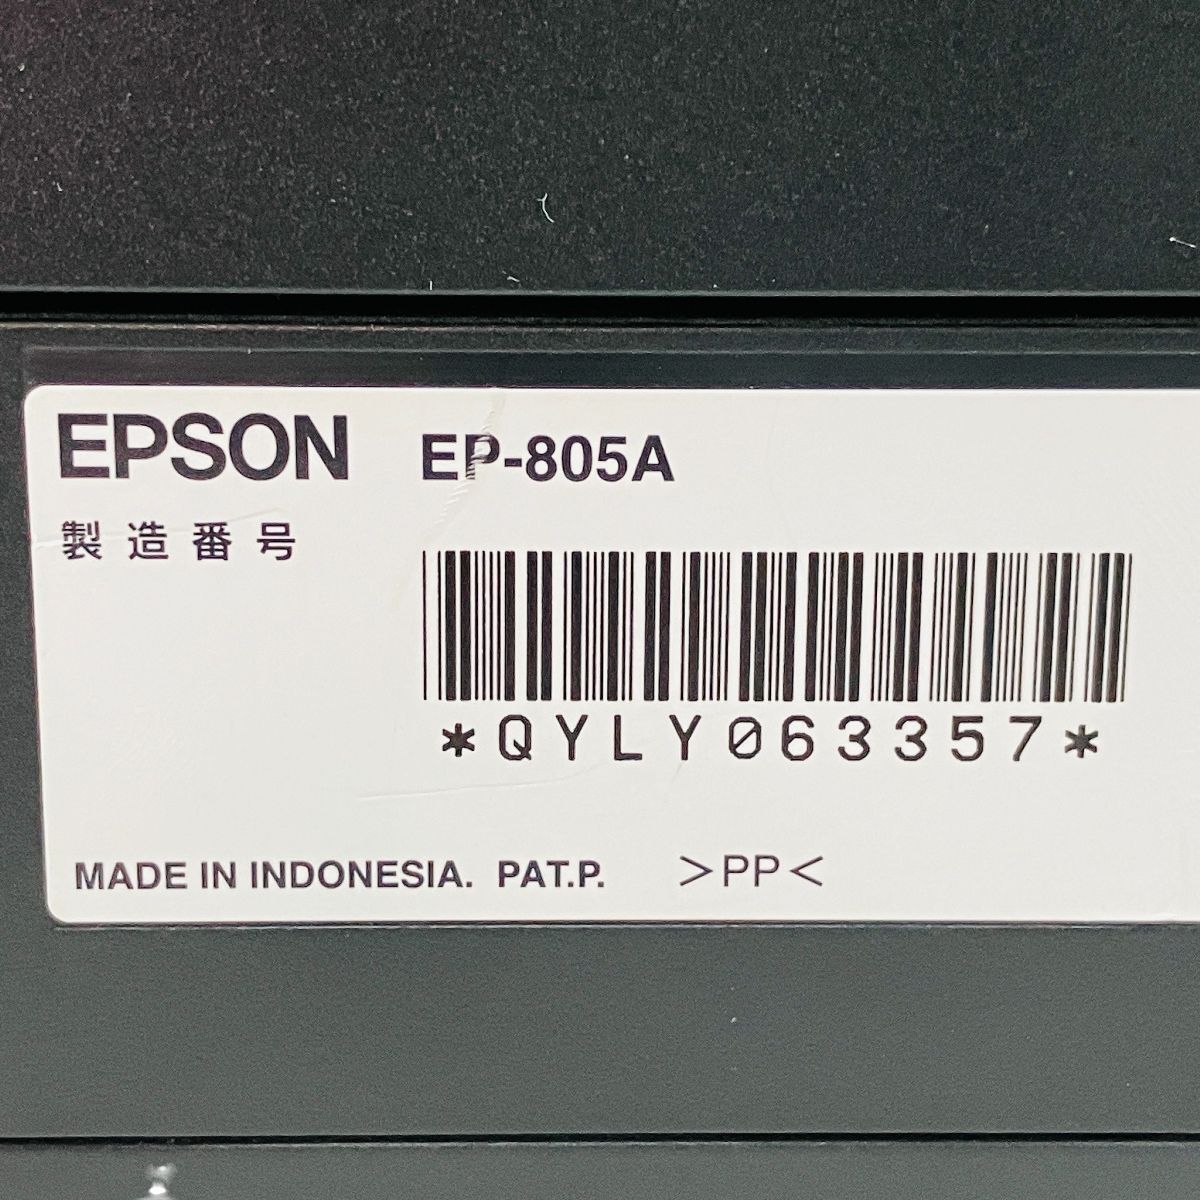 EPSON EP-805A
製造番号
*QYLY063357*
MADE IN INDONESIA. PAT.P. >PP<